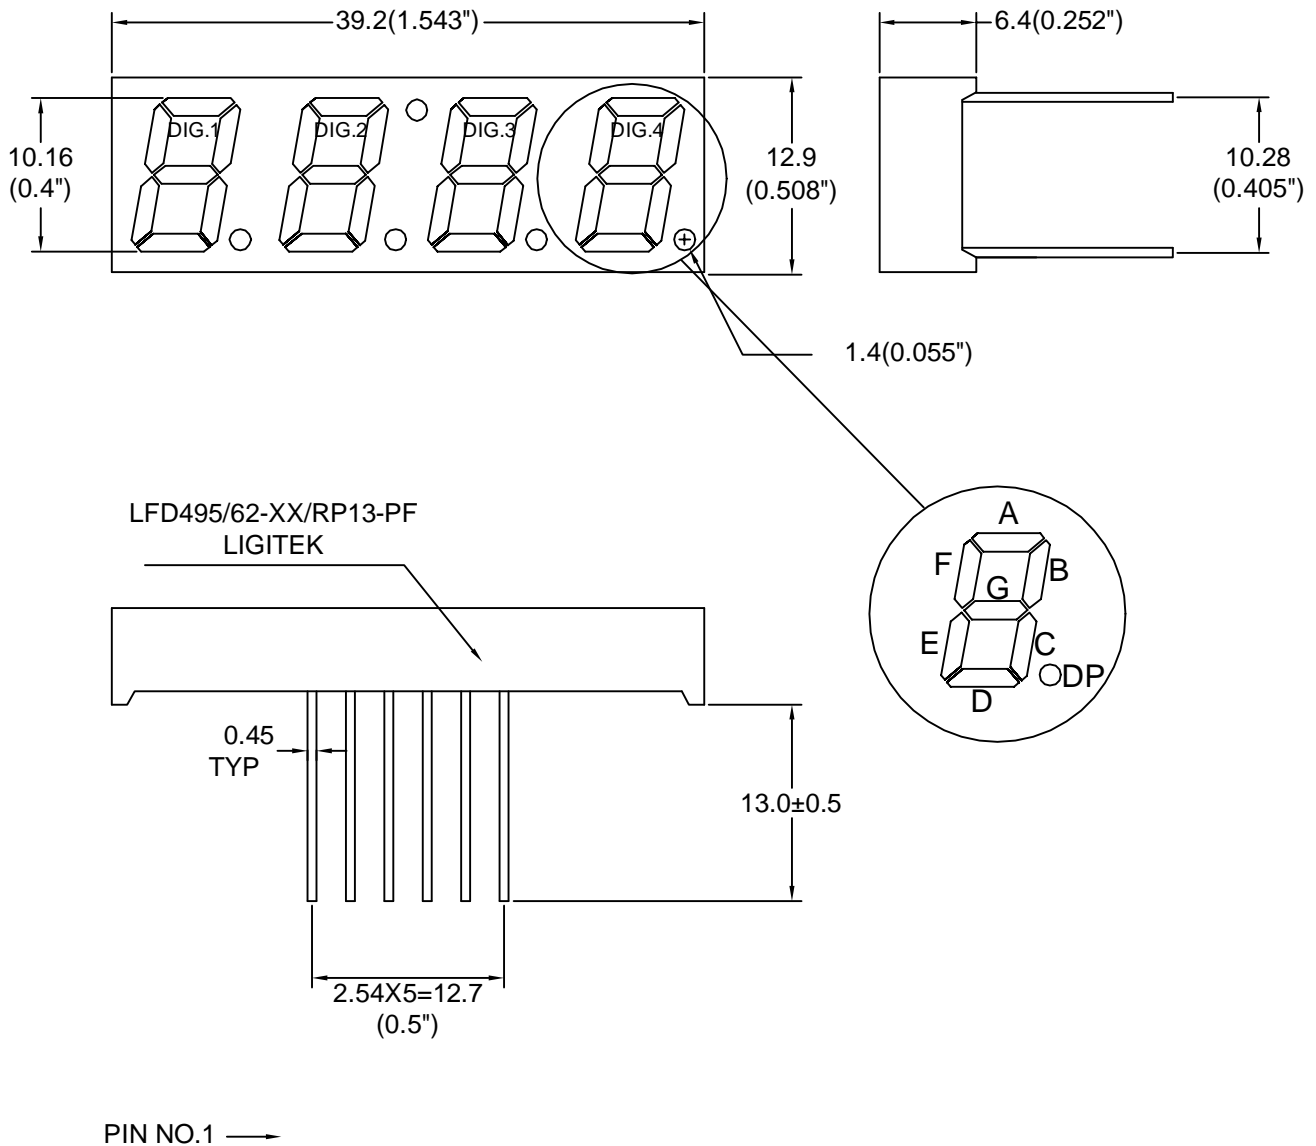 39.2(1.543")
6.4(0.252")
DIG.1
DIG.2
DIG.3
DIG.4
10.16
(0.4")
12.9
(0.508")
10.28
(0.405")
1.4(0.055")
LFD495/62-XX/RP13-PF
LIGITEK
A
F
B
G
E
C
DP
D
0.45
TYP
13.0±0.5
2.54X5=12.7
(0.5")
PIN NO.1